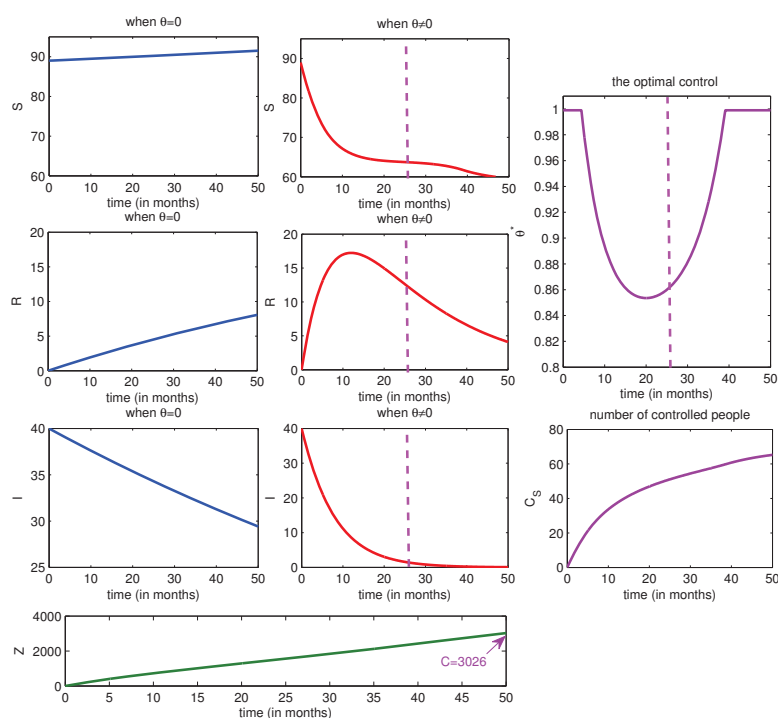 when θ=0
90
80
70
60
S
0 10 20 30 40 50
time (in months)
when θ≠0
90
80
70
60
S
0 10 20 30 40 50
time (in months)
the optimal control
1
0.98
0.96
0.94
0.92
0.9
0.88
0.86
0.84
0.82
0.8
θ*
0 10 20 30 40 50
time (in months)
when θ=0
20
15
10
5
0
R
0 10 20 30 40 50
time (in months)
when θ≠0
20
15
10
5
0
R
0 10 20 30 40 50
time (in months)
when θ=0
40
35
30
25
I
0 10 20 30 40 50
time (in months)
when θ≠0
40
30
20
10
0
I
0 10 20 30 40 50
time (in months)
number of controlled people
80
60
40
20
0
C_S
0 10 20 30 40 50
time (in months)
4000
2000
0
Z
C=3026
0 5 10 15 20 25 30 35 40 45 50
time (in months)